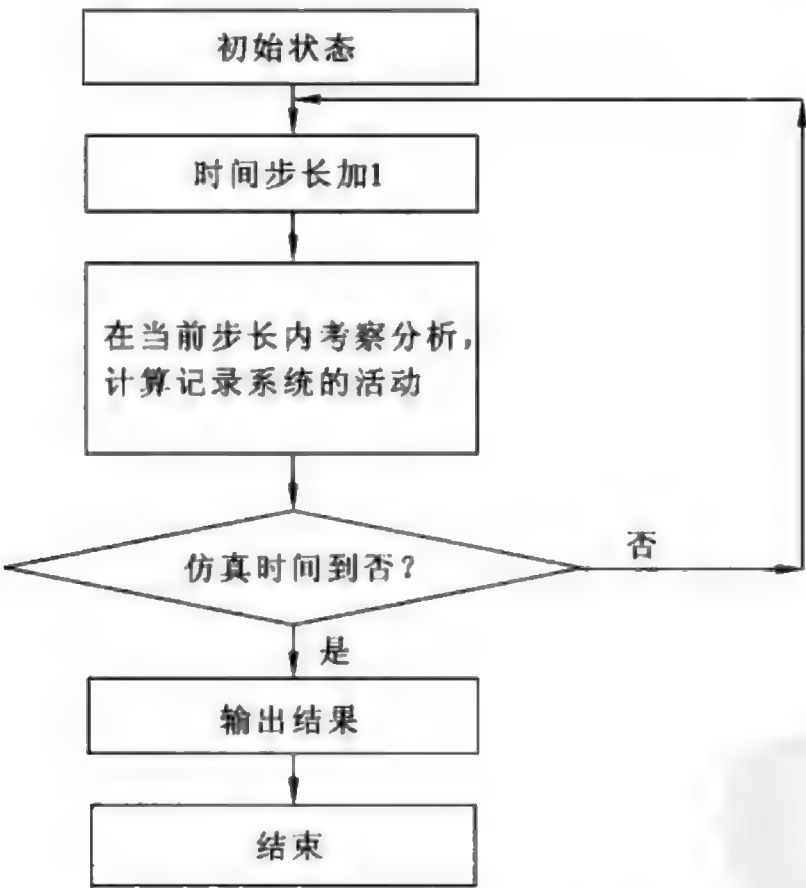 初始状态
时间步长加1
在当前步长内考察分析,
计算记录系统的活动
仿真时间到否?
否
是
输出结果
结束